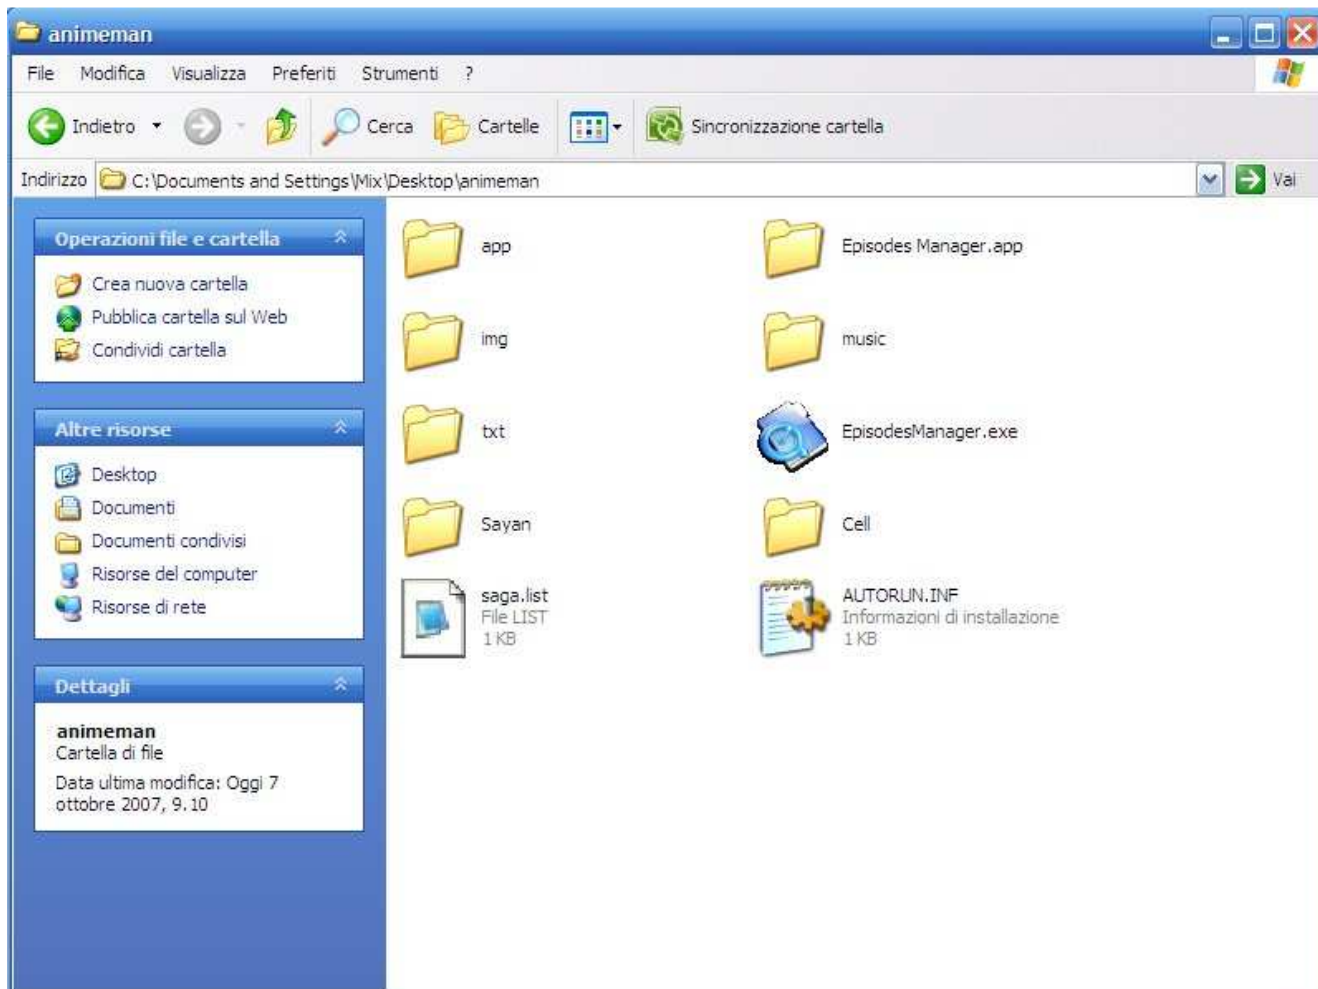 animeman
File Modifica Visualizza Preferiti Strumenti ?
Indietro Cerca Cartelle Sincronizzazione cartella
Indirizzo C:\Documents and Settings\Mix\Desktop\animeman Vai
Operazioni file e cartella
Crea nuova cartella
Pubblica cartella sul Web
Condividi cartella
Altre risorse
Desktop
Documenti
Documenti condivisi
Risorse del computer
Risorse di rete
Dettagli
animeman
Cartella di file
Data ultima modifica: Oggi 7
ottobre 2007, 9.10
app
Episodes Manager.app
img
music
txt
EpisodesManager.exe
Sayan
Cell
saga.list
File LIST
1 KB
AUTORUN.INF
Informazioni di installazione
1 KB